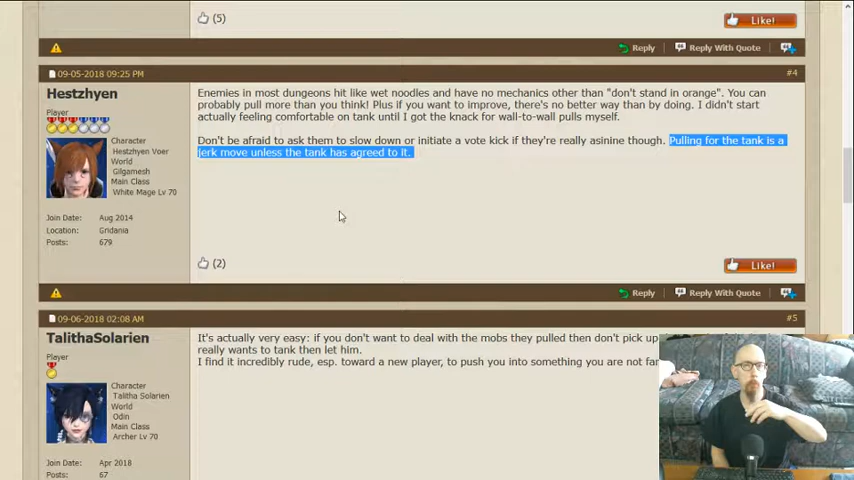 (5)
Like!
Reply
Reply With Quote
09-05-2018 09:25 PM
#4
Hestzhyen
Player
Character
Hestzhyen Voer
World
Gilgamesh
Main Class
White Mage Lv 70
Join Date: Aug 2014
Location: Gridania
Posts: 679
Enemies in most dungeons hit like wet noodles and have no mechanics other than "don't stand in orange". You can
probably pull more than you think! Plus if you want to improve, there's no better way than by doing. I didn't start
actually feeling comfortable on tank until I got the knack for wall-to-wall pulls myself.
Don't be afraid to ask them to slow down or initiate a vote kick if they're really asinine though. Pulling for the tank is a
jerk move unless the tank has agreed to it.
(2)
Like!
Reply
Reply With Quote
09-06-2018 02:08 AM
#5
TalithaSolarien
Player
Character
Talitha Solarien
World
Odin
Main Class
Archer Lv 70
Join Date: Apr 2018
Posts: 67
It's actually very easy: if you don't want to deal with the mobs they pulled then don't pick up
really wants to tank then let him.
I find it incredibly rude, esp. toward a new player, to push you into something you are not